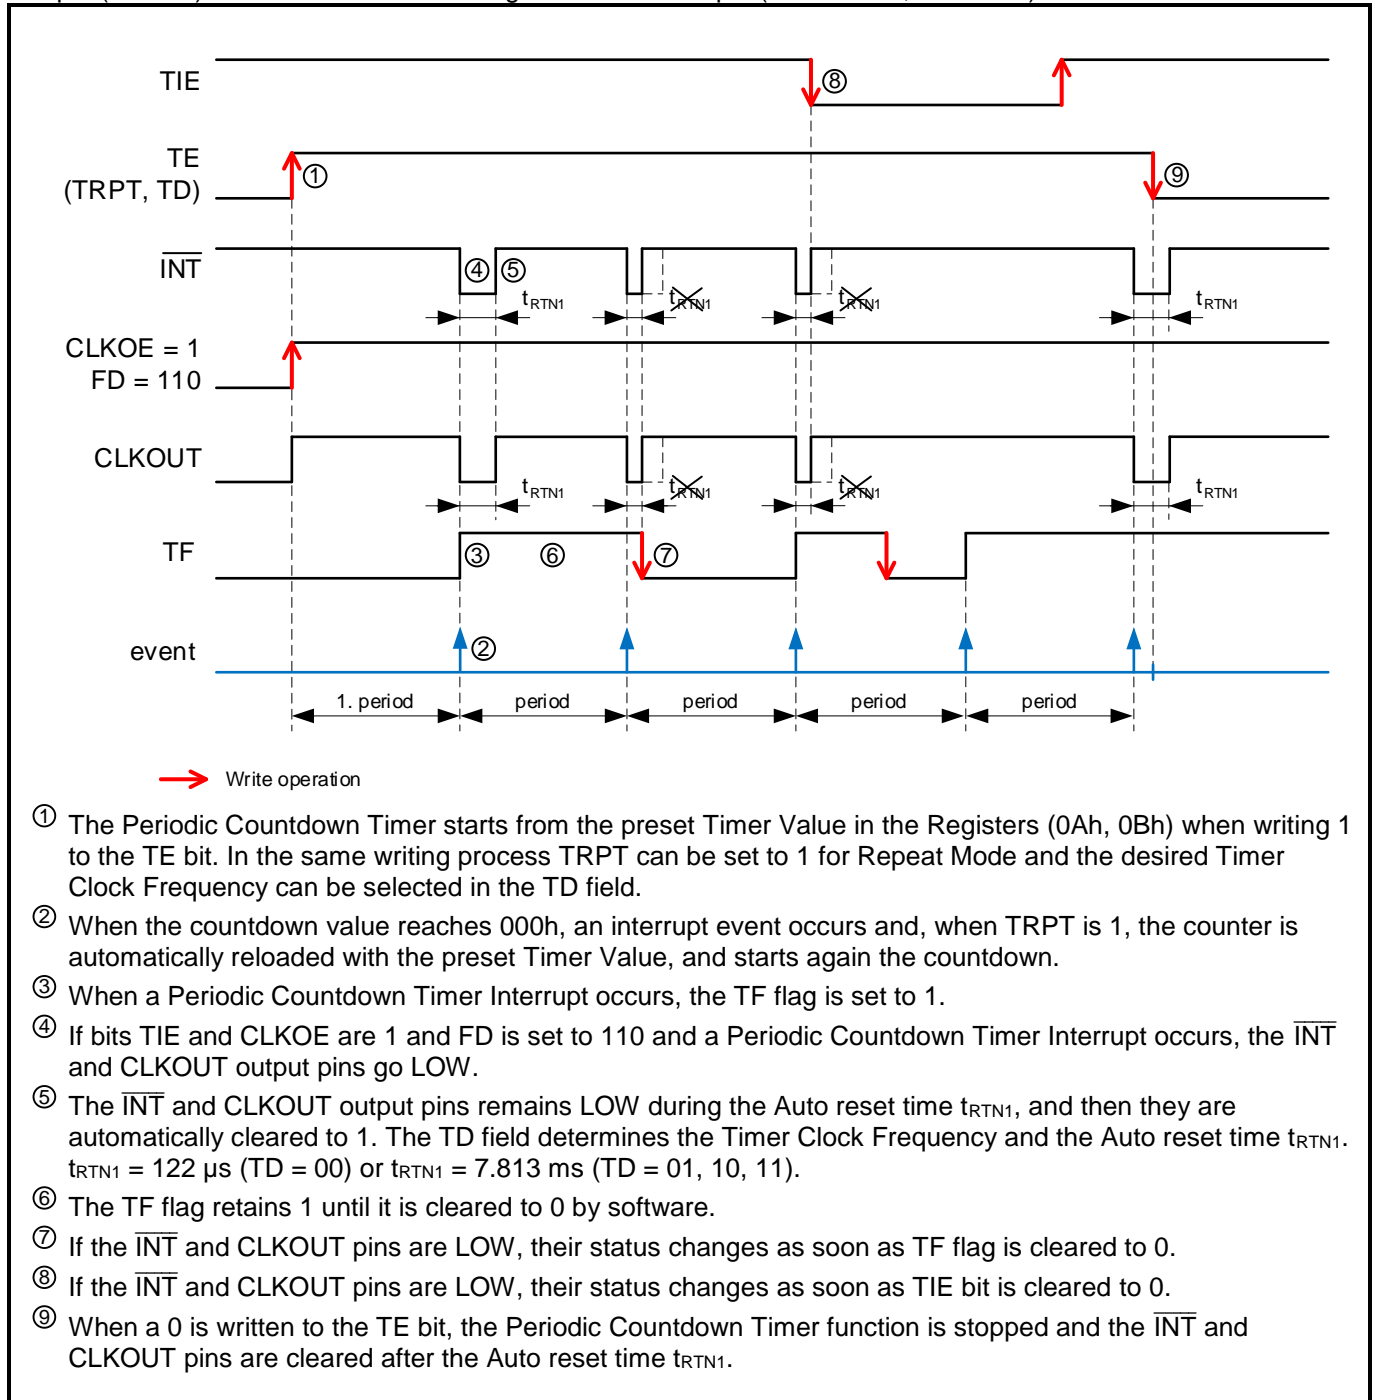 TIE
⑧
TE
(TRPT, TD)
①
⑨
INT
④ ⑤
tRTN1 tRTN1 tRTN1 tRTN1
CLKOE = 1
FD = 110
CLKOUT
tRTN1 tRTN1 tRTN1 tRTN1
TF
③ ⑥ ⑦
event
②
1. period period period period period
Write operation
① The Periodic Countdown Timer starts from the preset Timer Value in the Registers (0Ah, 0Bh) when writing 1
to the TE bit. In the same writing process TRPT can be set to 1 for Repeat Mode and the desired Timer
Clock Frequency can be selected in the TD field.
② When the countdown value reaches 000h, an interrupt event occurs and, when TRPT is 1, the counter is
automatically reloaded with the preset Timer Value, and starts again the countdown.
③ When a Periodic Countdown Timer Interrupt occurs, the TF flag is set to 1.
④ If bits TIE and CLKOE are 1 and FD is set to 110 and a Periodic Countdown Timer Interrupt occurs, the INT
and CLKOUT output pins go LOW.
⑤ The INT and CLKOUT output pins remains LOW during the Auto reset time tRTN1, and then they are
automatically cleared to 1. The TD field determines the Timer Clock Frequency and the Auto reset time tRTN1.
tRTN1 = 122 µs (TD = 00) or tRTN1 = 7.813 ms (TD = 01, 10, 11).
⑥ The TF flag retains 1 until it is cleared to 0 by software.
⑦ If the INT and CLKOUT pins are LOW, their status changes as soon as TF flag is cleared to 0.
⑧ If the INT and CLKOUT pins are LOW, their status changes as soon as TIE bit is cleared to 0.
⑨ When a 0 is written to the TE bit, the Periodic Countdown Timer function is stopped and the INT and
CLKOUT pins are cleared after the Auto reset time tRTN1.